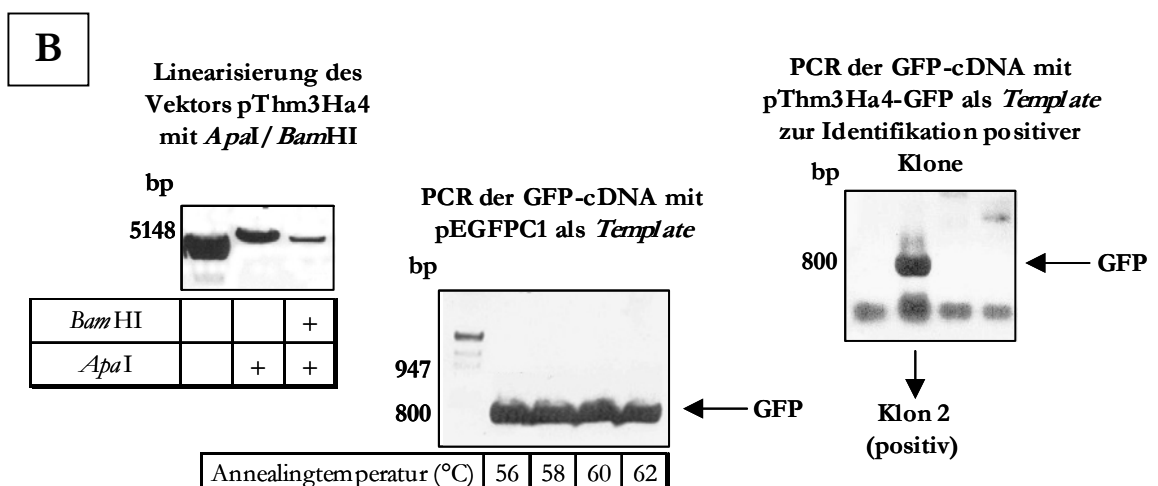 B
Linearisierung des
Vektors pThm3Ha4
mit ApaI/BamHI
bp
5148
BamHI +
ApaI + +
PCR der GFP-cDNA mit
pEGFPC1 als Template
bp
947
800
GFP
Annealingtemperatur (°C) 56 58 60 62
PCR der GFP-cDNA mit
pThm3Ha4-GFP als Template
zur Identifikation positiver
Klone
bp
800
GFP
Klon 2
(positiv)